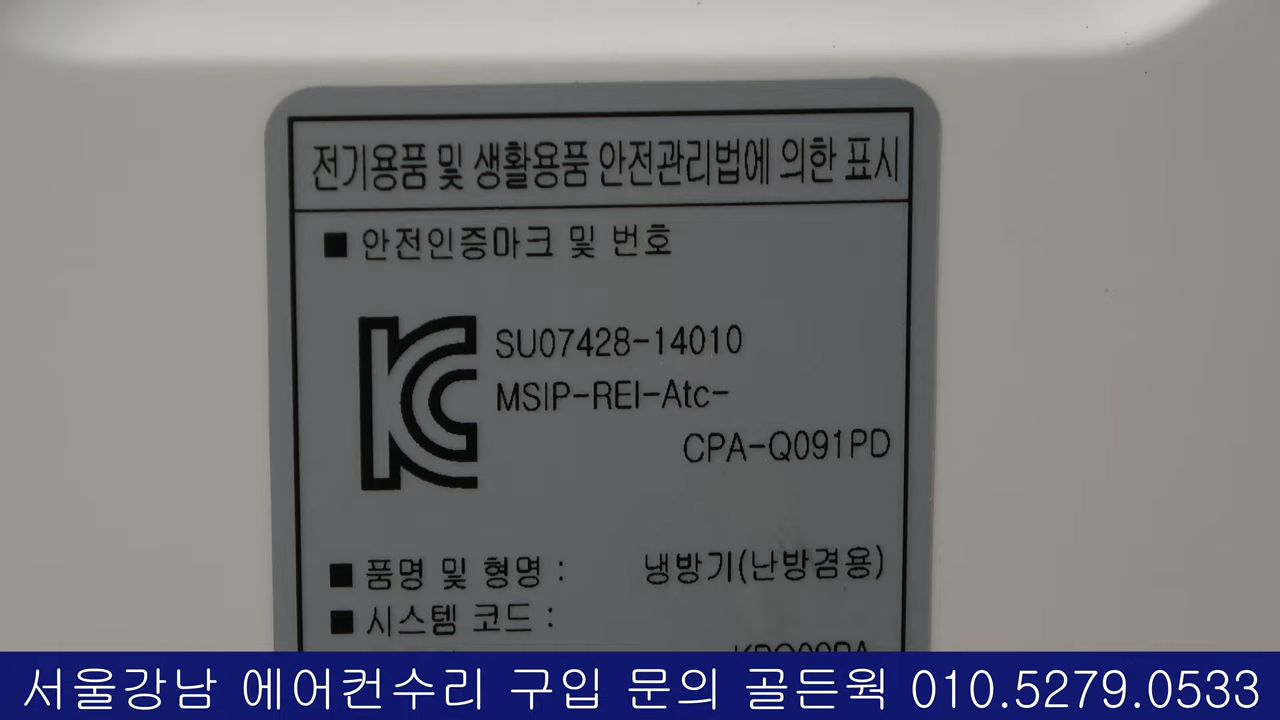 전기용품 및 생활용품 안전관리법에 의한 표시
■ 안전인증마크 및 번호
SU07428-14010
MSIP-REI-Atc-
CPA-Q091PD
■ 품명 및 형명 : 냉방기(난방겸용)
■ 시스템 코드 :
서울강남 에어컨수리 구입 문의 골든웍 010.5279.0533